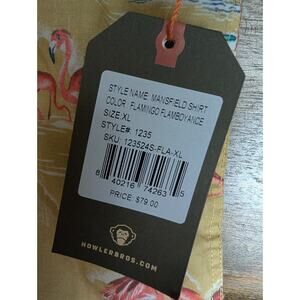 STYLE NAME: MANSFIELD SHIRT
COLOR: FLAMINGO FLAMBOYANCE
SIZE:XL
STYLE#: 1235
SKU: 123524S-FLA-XL
8 40216 74263 5
PRICE: $79.00
HOWLERBROS.COM